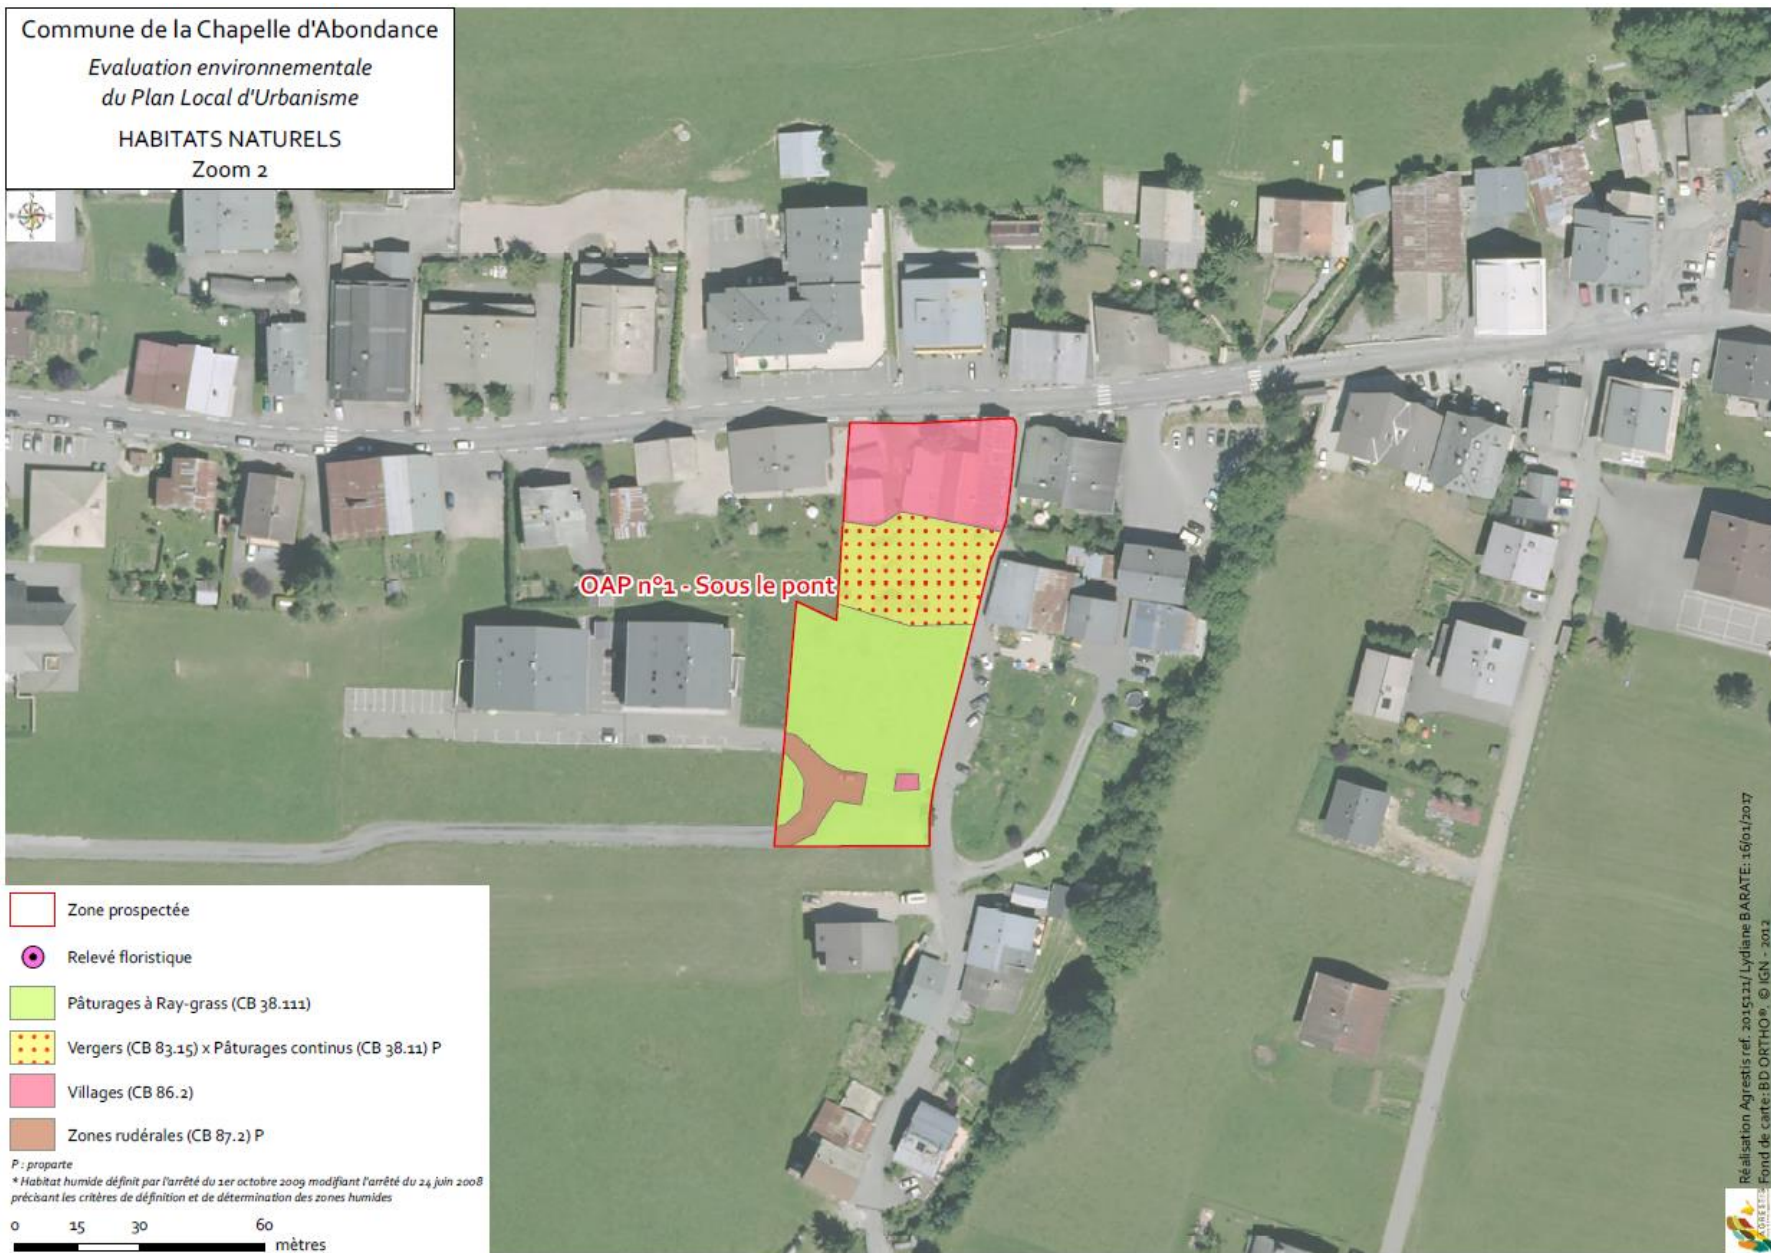 Commune de la Chapelle d'Abondance
Evaluation environnementale
du Plan Local d'Urbanisme
HABITATS NATURELS
Zoom 2
OAP n°1 - Sous le pont
Zone prospectée
Relevé floristique
Pâturages à Ray-grass (CB 38.111)
Vergers (CB 83.15) x Pâturages continus (CB 38.11) P
Villages (CB 86.2)
Zones rudérales (CB 87.2) P
P : proparte
* Habitat humide définit par l'arrêté du 1er octobre 2009 modifiant l'arrêté du 24 juin 2008
précisant les critères de définition et de détermination des zones humides
0 15 30 60
mètres
Réalisation Agrestis ref. 2015121/ Lydiane BARATE: 16/01/2017
Fond de carte: BD ORTHO®, © IGN - 2012